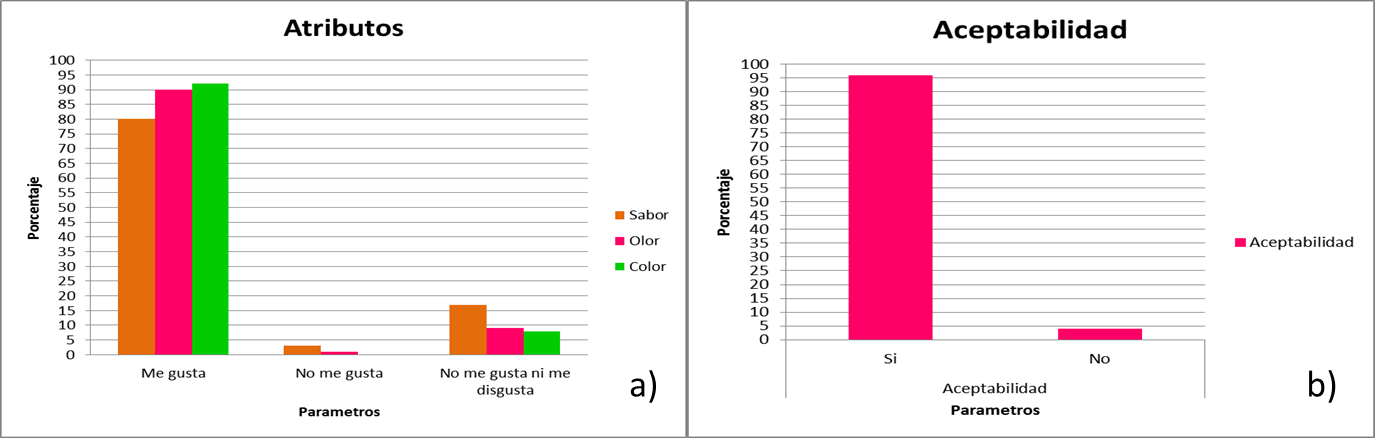 Atributos
Porcentaje
100
95
90
85
80
75
70
65
60
55
50
45
40
35
30
25
20
15
10
5
0
Me gusta
No me gusta
No me gusta ni me
disgusta
Parametros
Sabor
Olor
Color
a)
Aceptabilidad
Porcentaje
100
95
90
85
80
75
70
65
60
55
50
45
40
35
30
25
20
15
10
5
0
Si
No
Aceptabilidad
Parametros
Aceptabilidad
b)